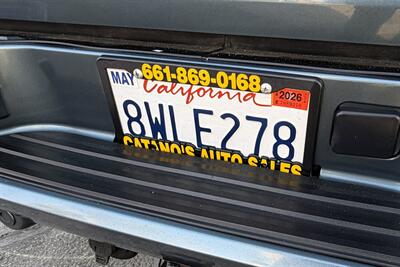 661-869-0168
MAY California 2026
8WLE278
CATANO'S AUTO SALES